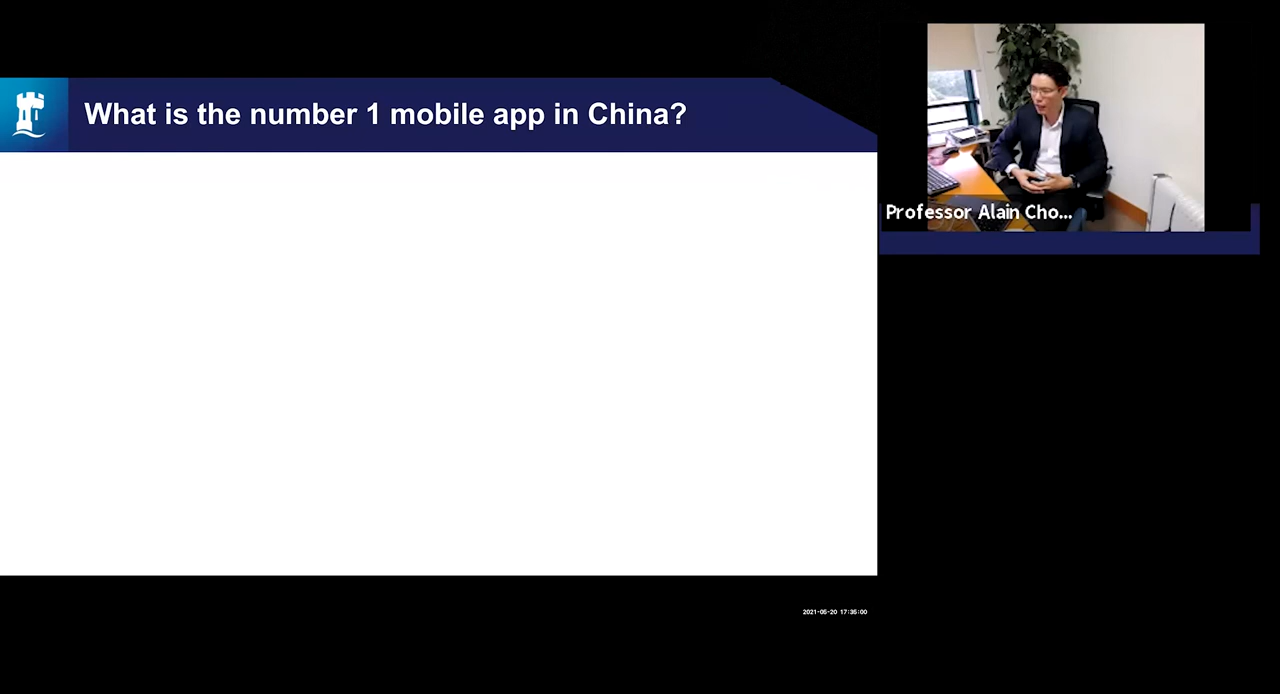 What is the number 1 mobile app in China?
Professor Alain Cho...
2021-05-20 17:35:00